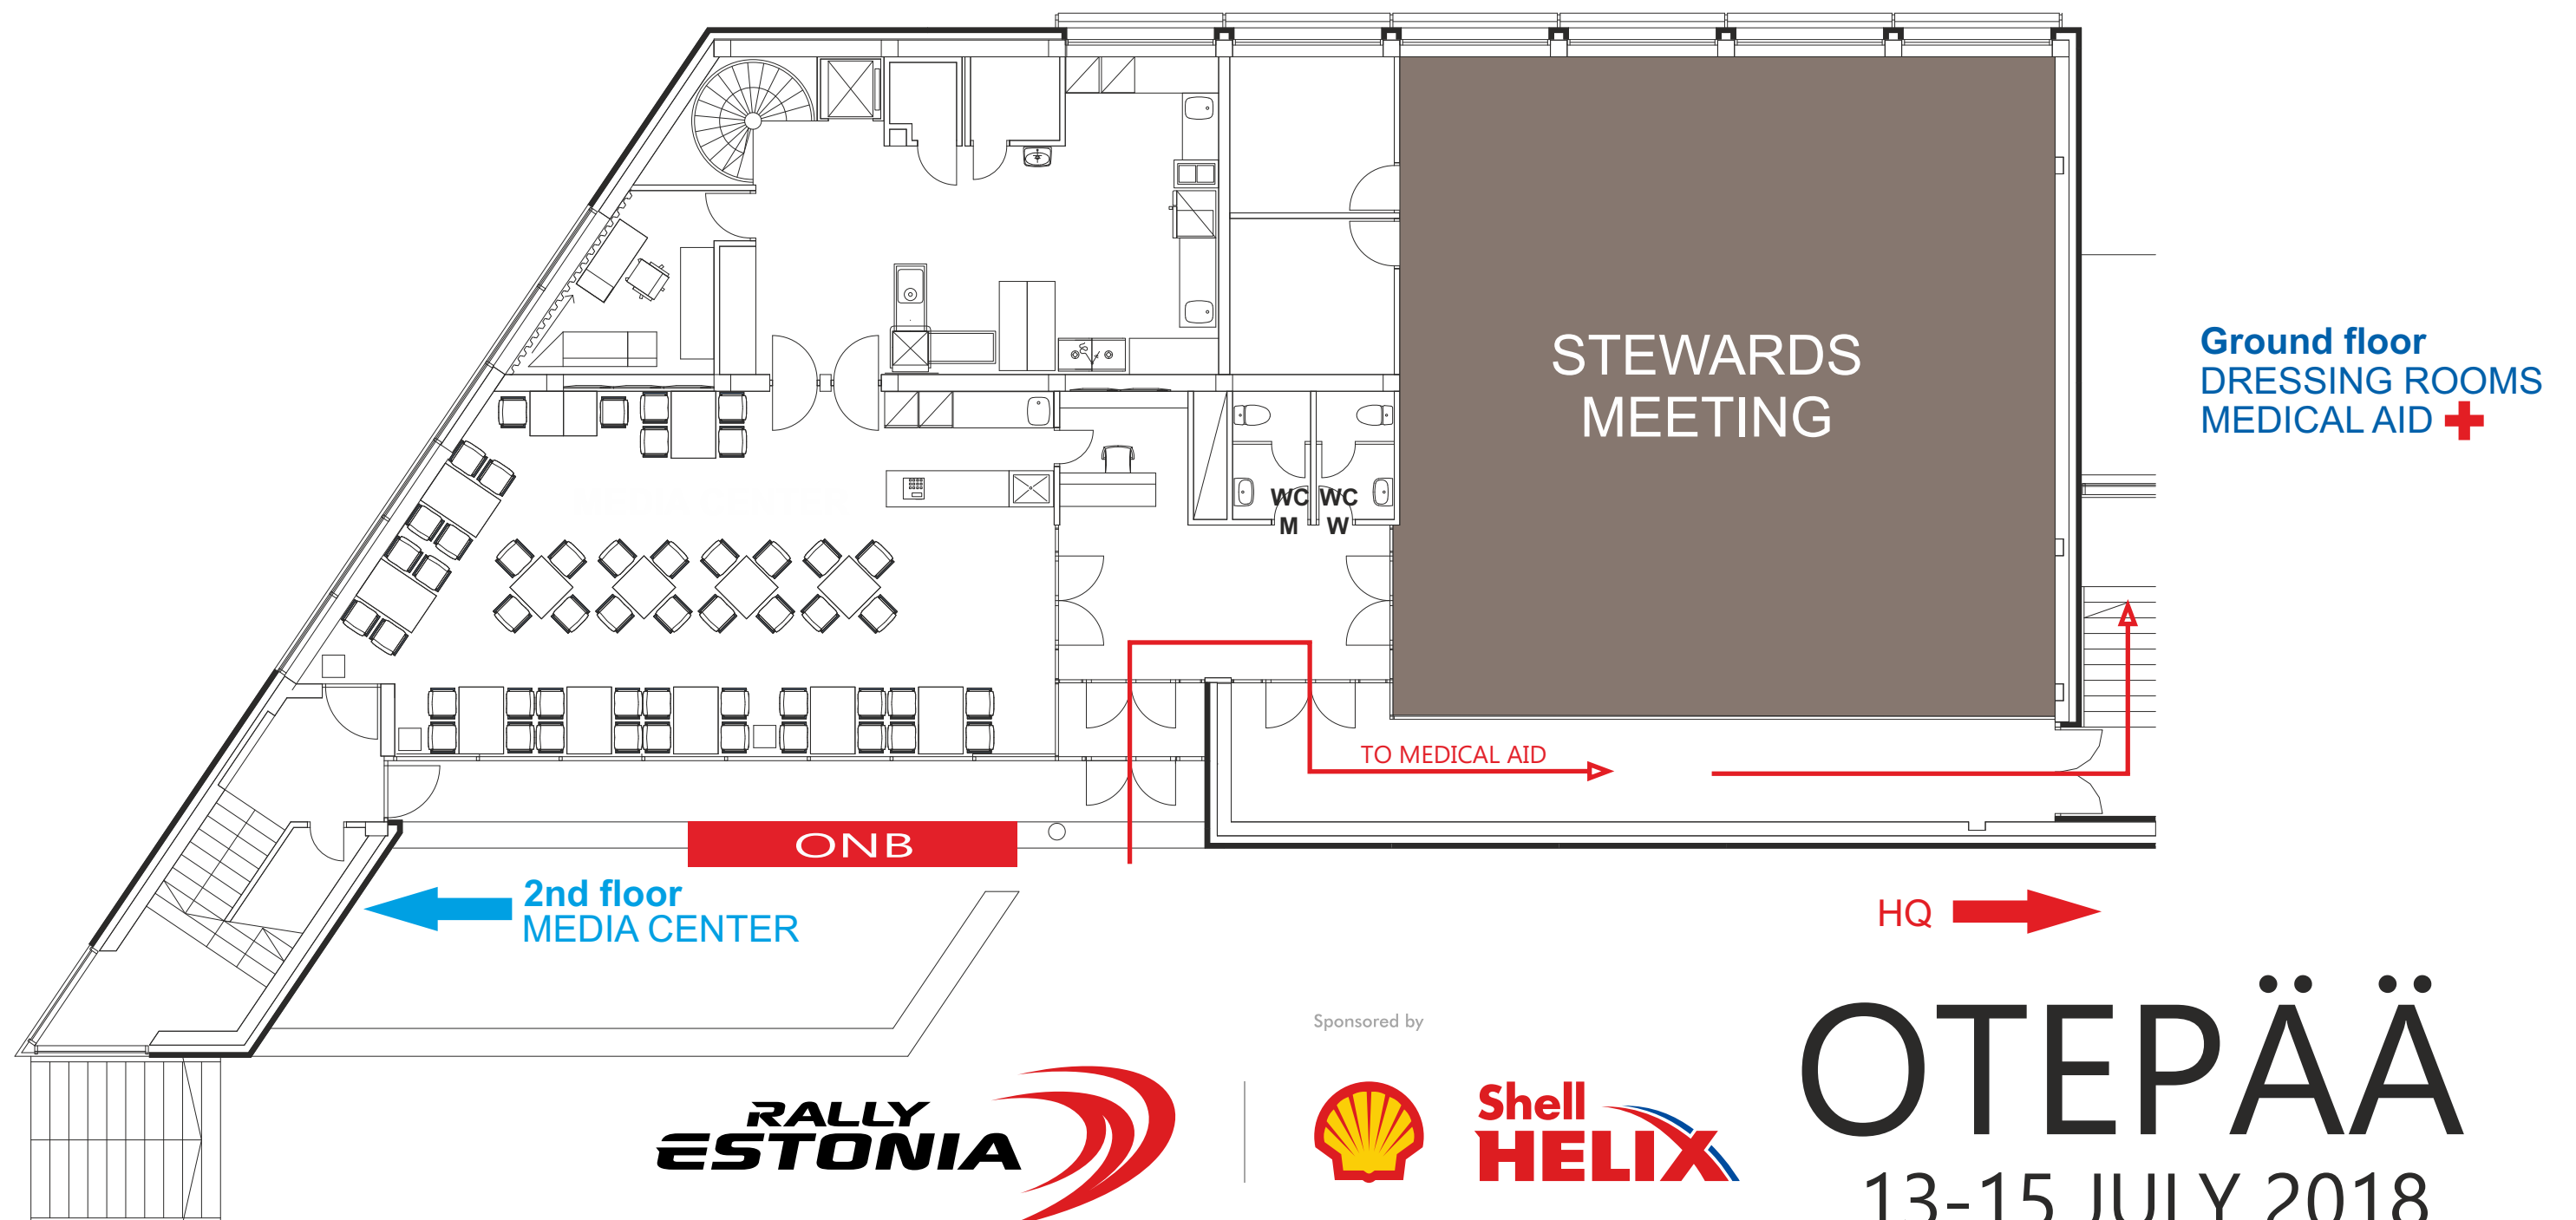 STEWARDS
MEETING
Ground floor
DRESSING ROOMS
MEDICAL AID
WC WC
M W
TO MEDICAL AID
ONB
2nd floor
MEDIA CENTER
HQ
Sponsored by
RALLY
ESTONIA
Shell
HELIX
OTEPÄÄ
13-15 JULY 2018